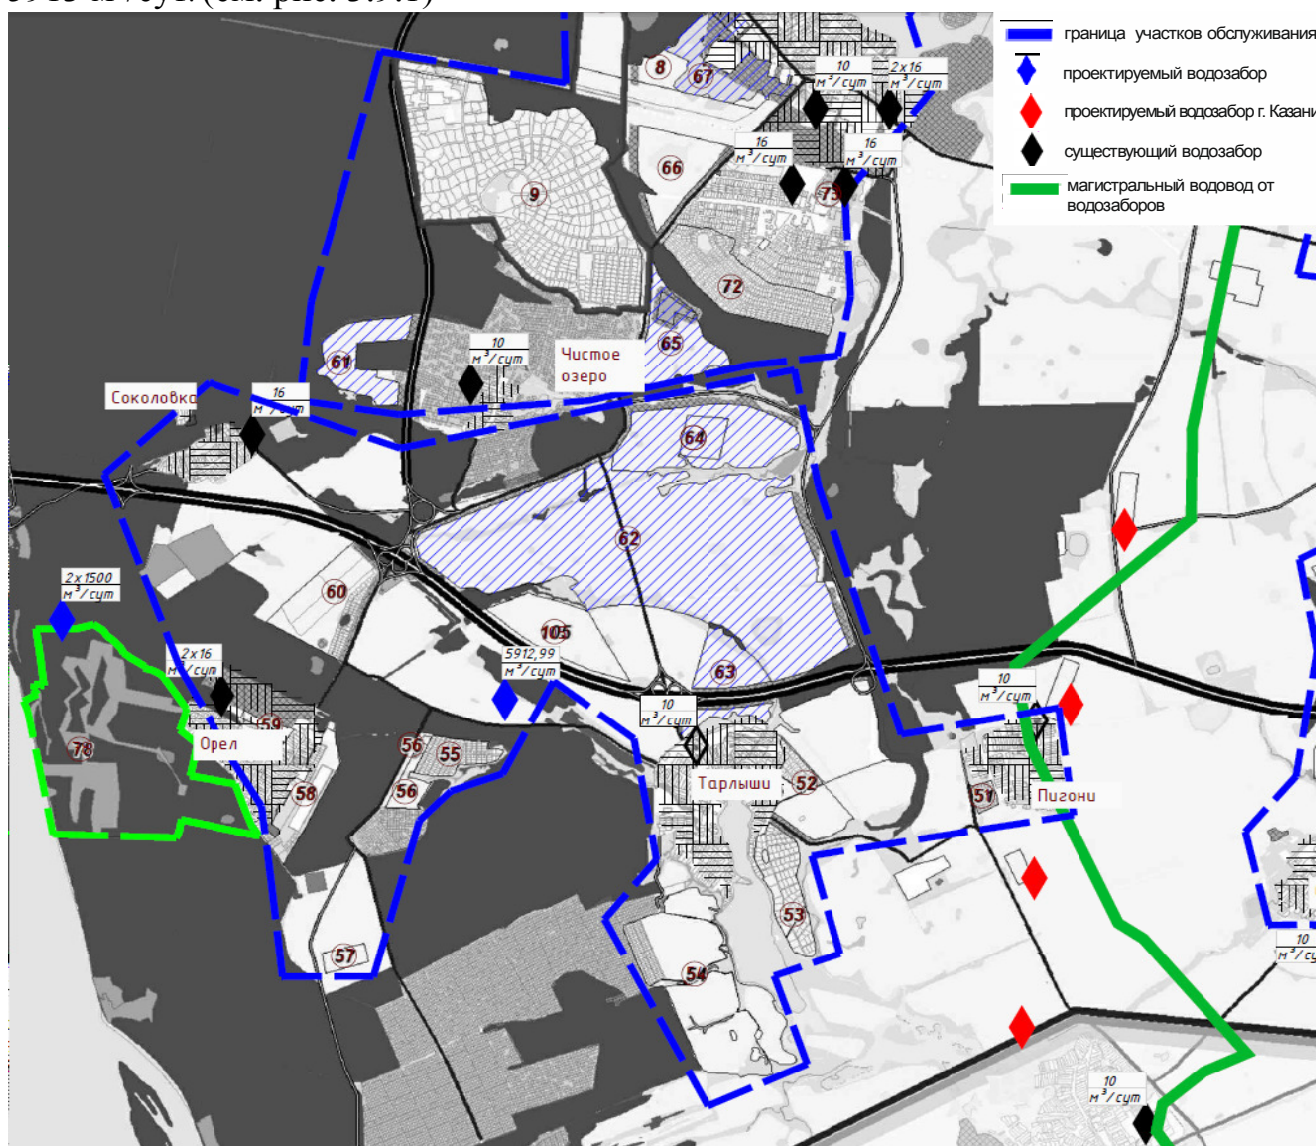 5913 м³/сут. (см. рис. 3.9.1)
граница участков обслуживания
проектируемый водозабор
проектируемый водозабор г. Казани
существующий водозабор
магистральный водовод от
водозаборов
8
67
10
м³/сут
2х16
м³/сут
16
м³/сут
16
м³/сут
66
9
73
72
65
61
10
м³/сут
Чистое
озеро
Соколовка
16
м³/сут
64
62
60
2х1500
м³/сут
105
63
2х16
м³/сут
5912,99
м³/сут
10
м³/сут
10
м³/сут
59
Орел
78
56
55
56
58
Тарлыши
52
51
Пигони
53
57
54
10
м³/сут
10
м³/сут